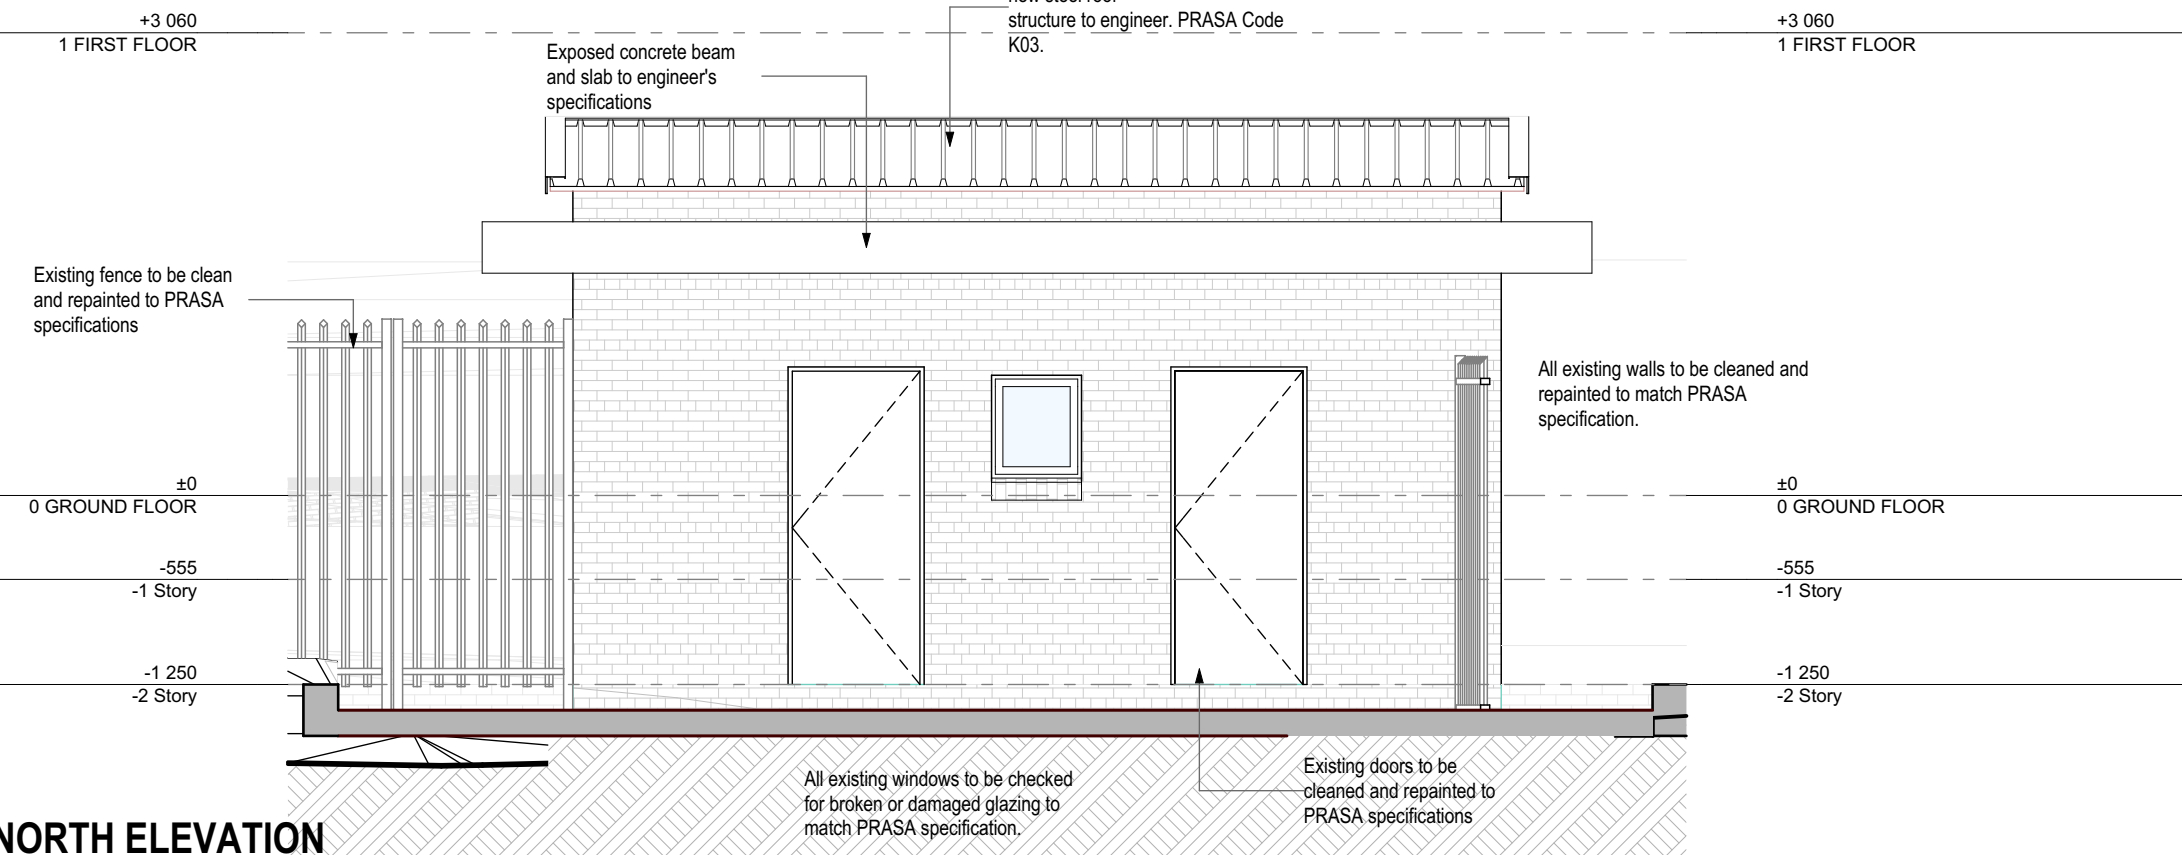 structure to engineer. PRASA Code
K03.
+3 060
1 FIRST FLOOR
+3 060
1 FIRST FLOOR
Exposed concrete beam
and slab to engineer's
specifications
Existing fence to be clean
and repainted to PRASA
specifications
All existing walls to be cleaned and
repainted to match PRASA
specification.
±0
0 GROUND FLOOR
±0
0 GROUND FLOOR
-555
-1 Story
-555
-1 Story
-1 250
-2 Story
-1 250
-2 Story
All existing windows to be checked
for broken or damaged glazing to
match PRASA specification.
Existing doors to be
cleaned and repainted to
PRASA specifications
NORTH ELEVATION